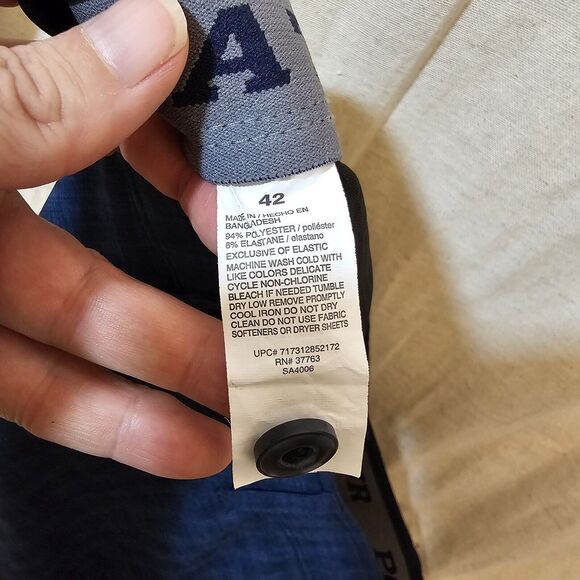 A
42
MADE IN / HECHO EN
BANGLADESH
94% POLYESTER / poliéster
6% ELASTANE / elastano
EXCLUSIVE OF ELASTIC
MACHINE WASH COLD WITH
LIKE COLORS DELICATE
CYCLE NON-CHLORINE
BLEACH IF NEEDED TUMBLE
DRY LOW REMOVE PROMPTLY
COOL IRON DO NOT DRY
CLEAN DO NOT USE FABRIC
SOFTENERS OR DRYER SHEETS
UPC# 717312852172
RN# 37763
SA4006
R P